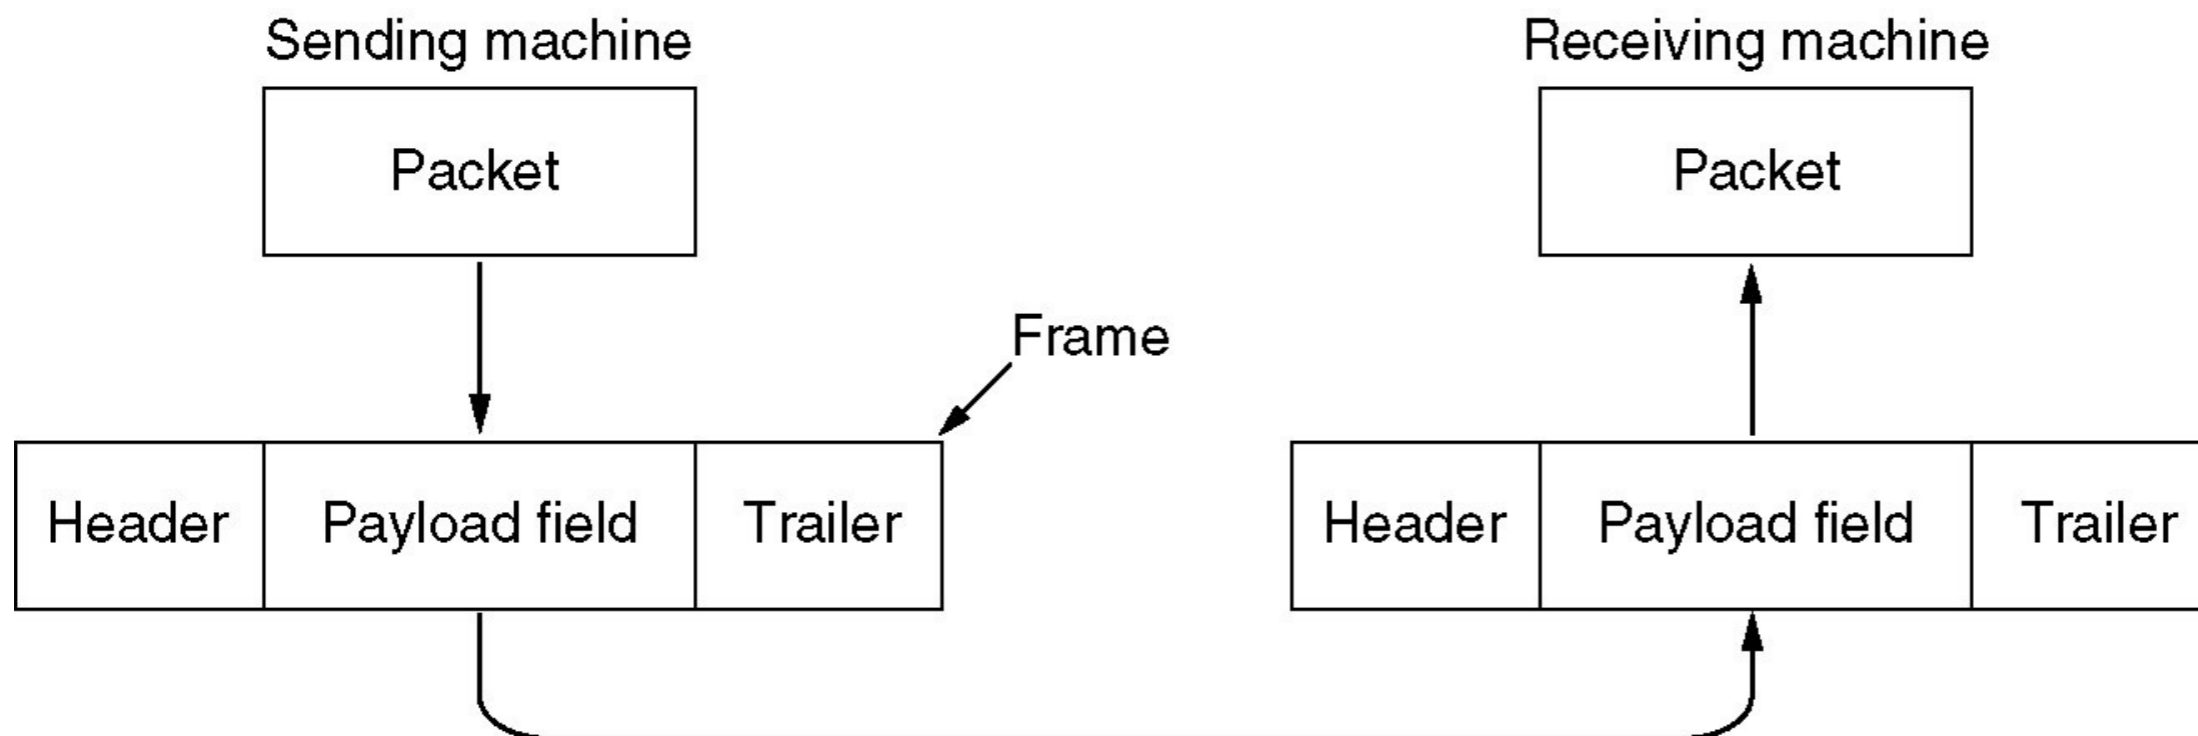 Sending machine
Receiving machine
Packet
Packet
Frame
Header Payload field Trailer
Header Payload field Trailer